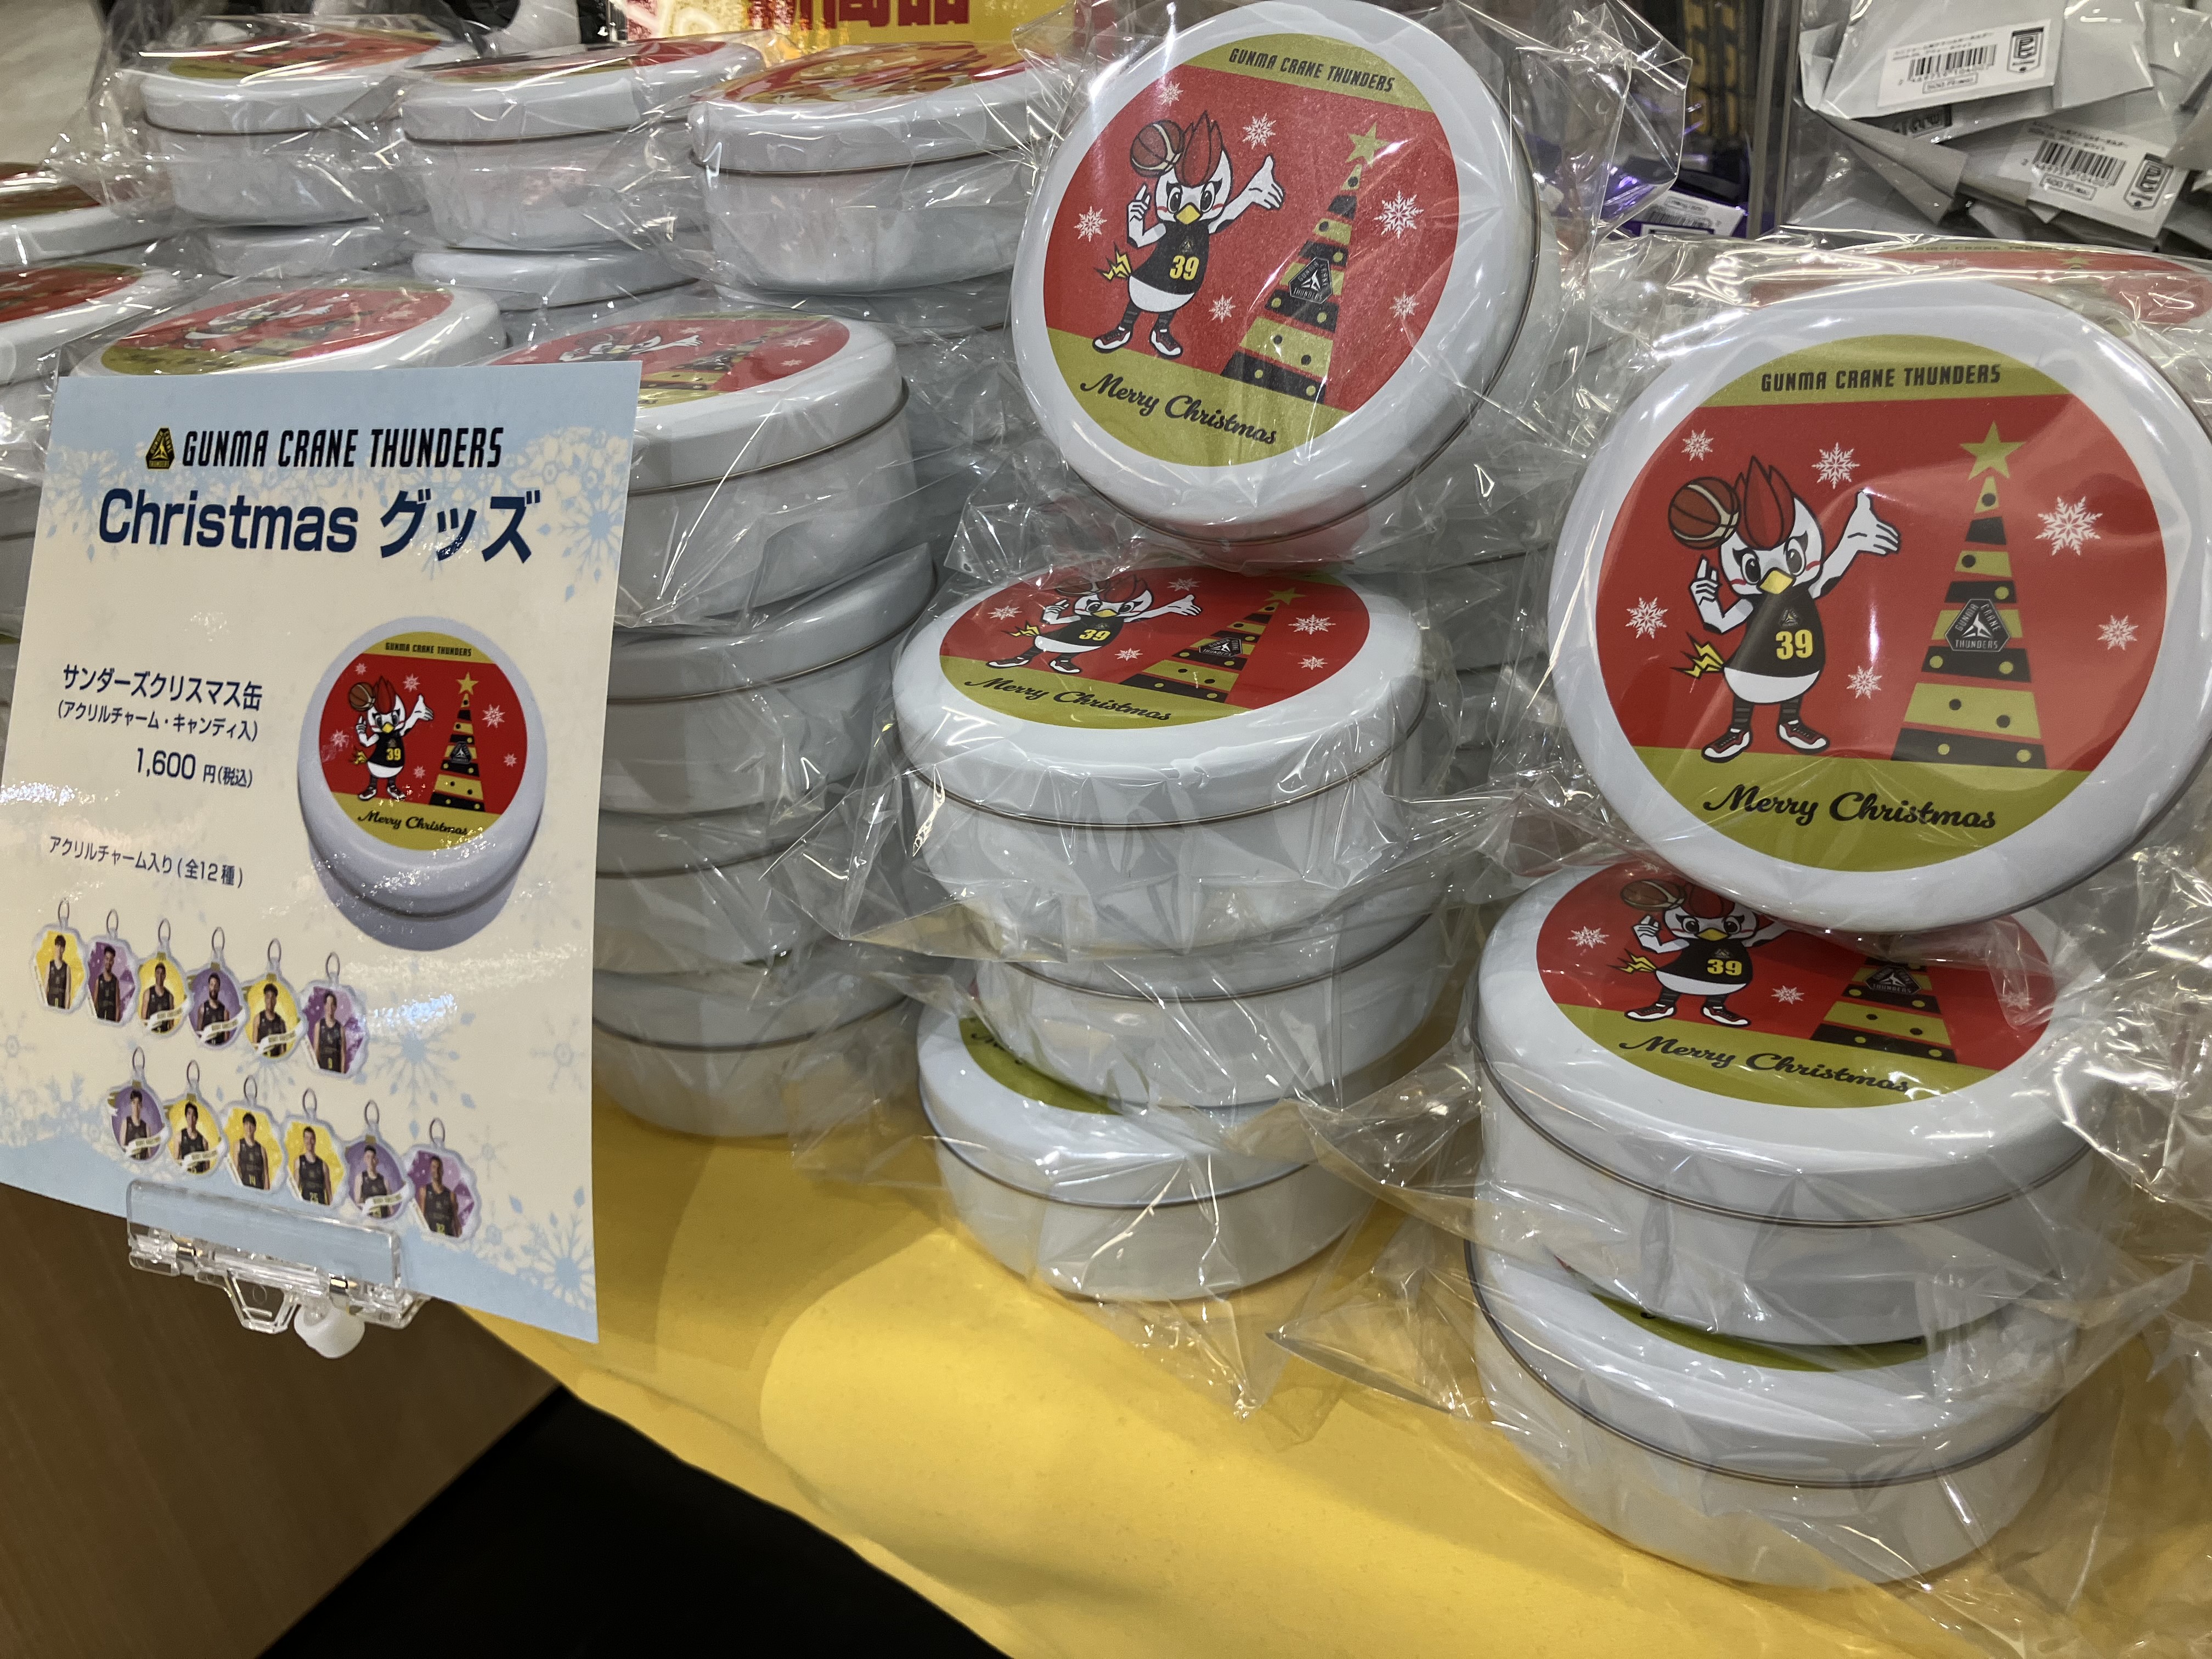 GUNMA CRANE THUNDERS
Christmas グッズ
サンダーズクリスマス缶
(アクリルチャーム・キャンディ入)
1,600 円(税込)
アクリルチャーム入り(全12種)
GUNMA CRANE THUNDERS
39
Merry Christmas
GUNMA CRANE THUNDERS
39
GUNMA CRANE THUNDERS
Merry Christmas
GUNMA CRANE THUNDERS
39
GUNMA CRANE THUNDERS
Merry Christmas
39
Merry Christmas
39
THUNDERS
Merry Christmas